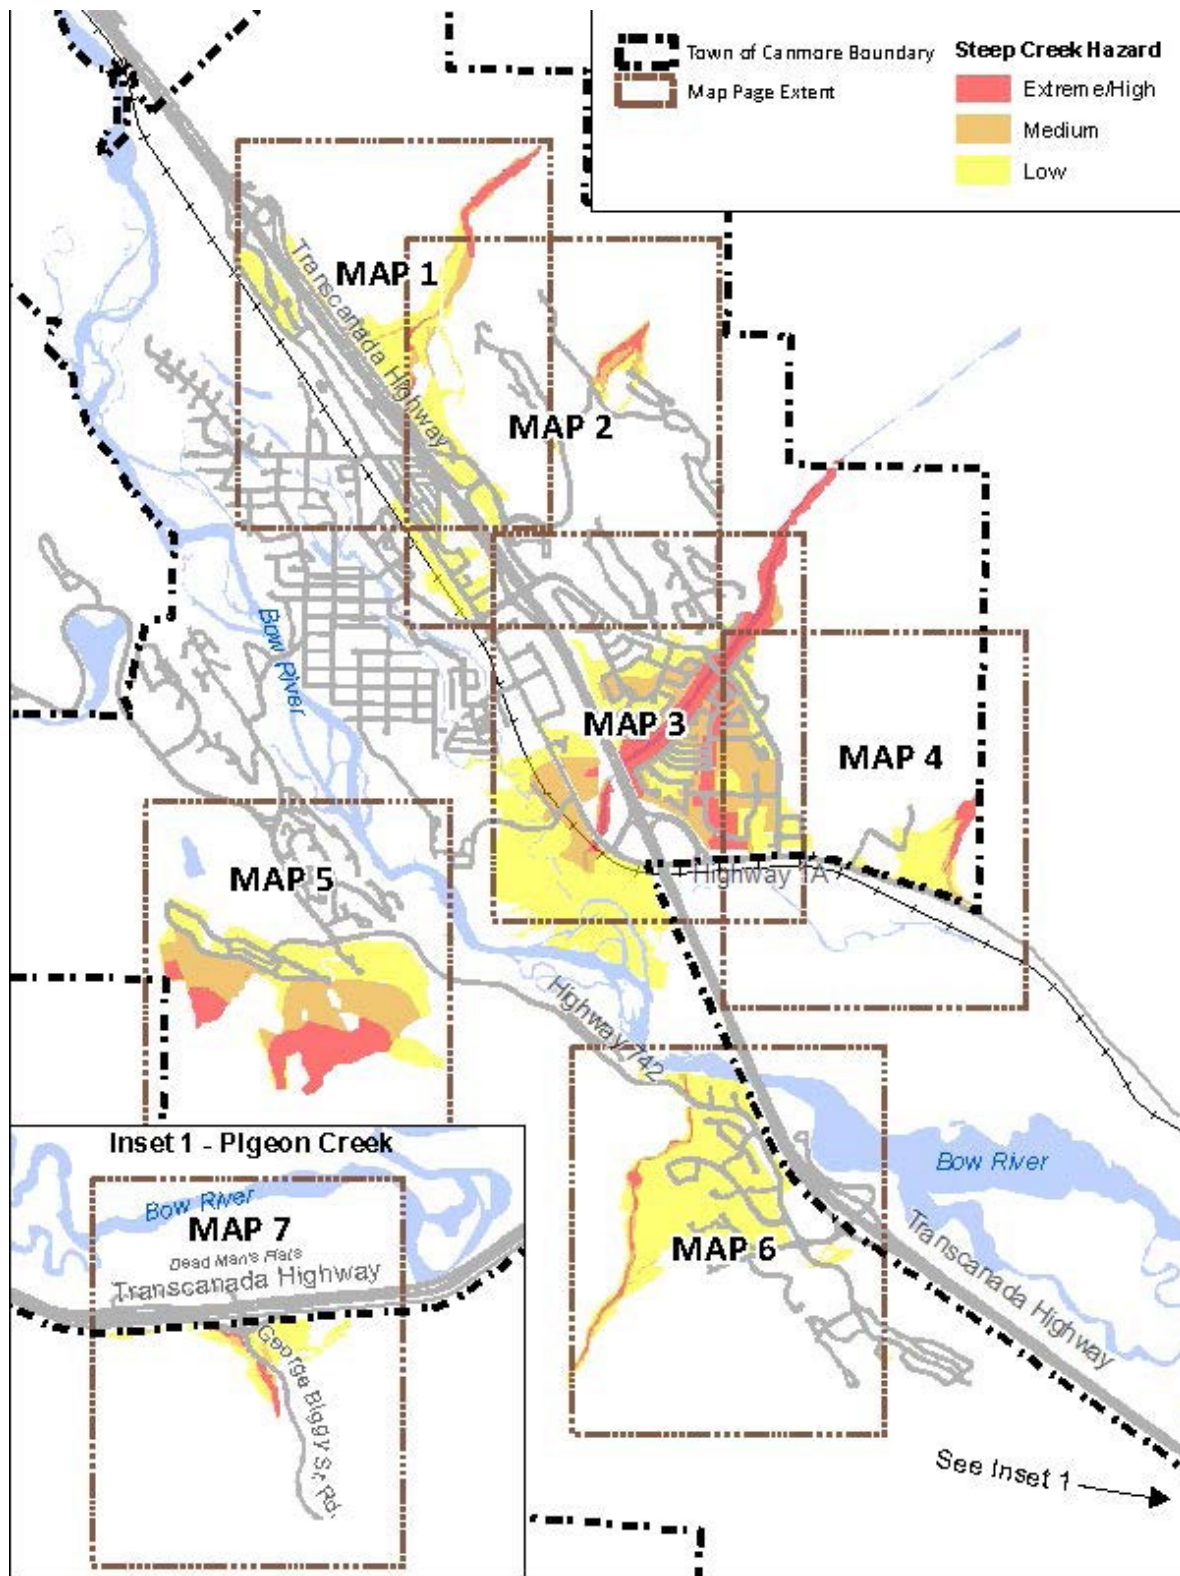 Town of Canmore Boundary
Map Page Extent
Steep Creek Hazard
Extreme/High
Medium
Low
MAP 1
Transcanada Highway
MAP 2
Bow River
MAP 3
MAP 4
Highway 1A
MAP 5
Highway 742
Bow River
MAP 6
Transcanada Highway
See Inset 1
Inset 1 - Pigeon Creek
Bow River
MAP 7
Dead Man's Flats
Transcanada Highway
George Biggy Sr. Rd.